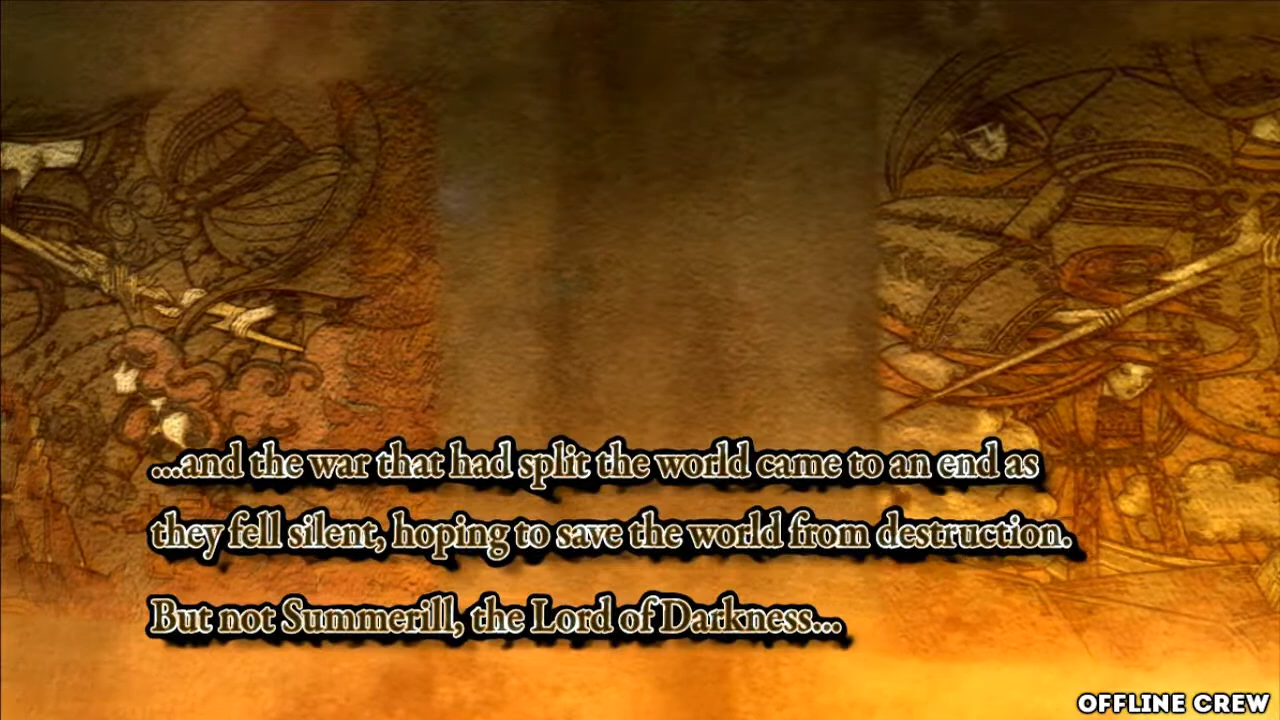 ...and the war that had split the world came to an end as
they fell silent, hoping to save the world from destruction.
But not Summerill, the Lord of Darkness...
OFFLINE CREW